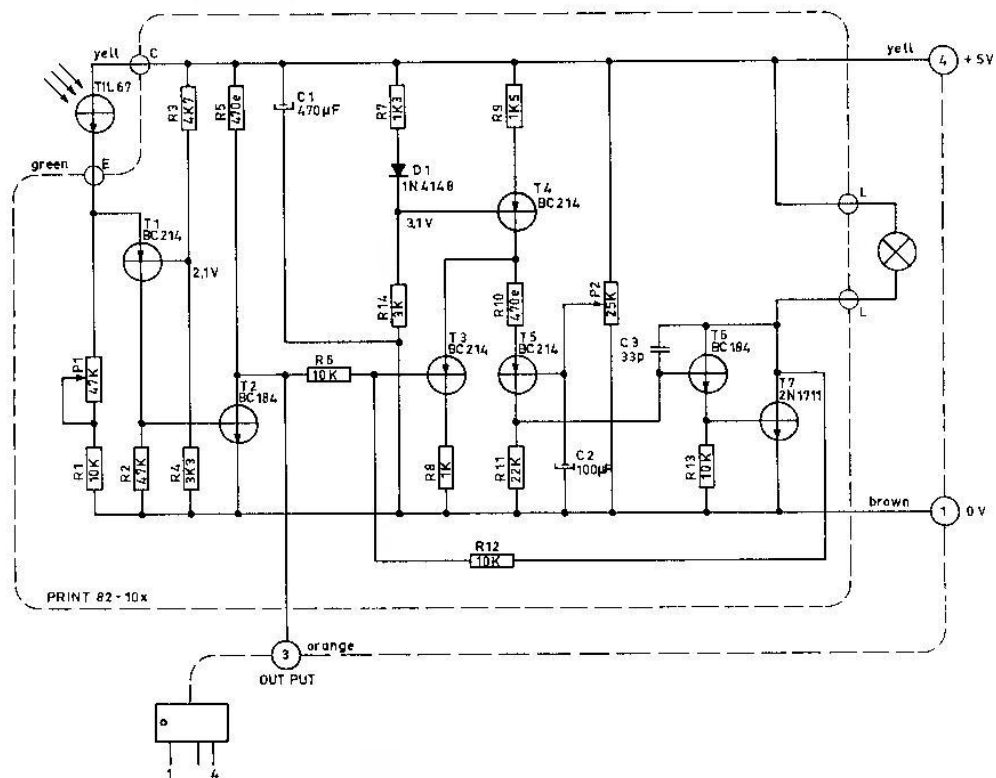 yell
C
yell
4
+5V
TIL67
R3
4K7
R5
470e
C1
470µF
R7
1K3
R9
1K5
green
E
D1
1N4148
T4
BC214
L
T1
BC214
3,1V
2,1V
R14
3K
R10
470e
P2
25K
L
P1
47K
R6
10K
T3
BC214
T5
BC214
C3
33p
T6
BC184
T2
BC184
T7
2N1711
R1
10K
R2
47K
R4
3K3
R8
1K
R11
22K
C2
100µF
R13
10K
brown
1
0V
R12
10K
PRINT 82-10x
3
orange
OUT PUT
1
4